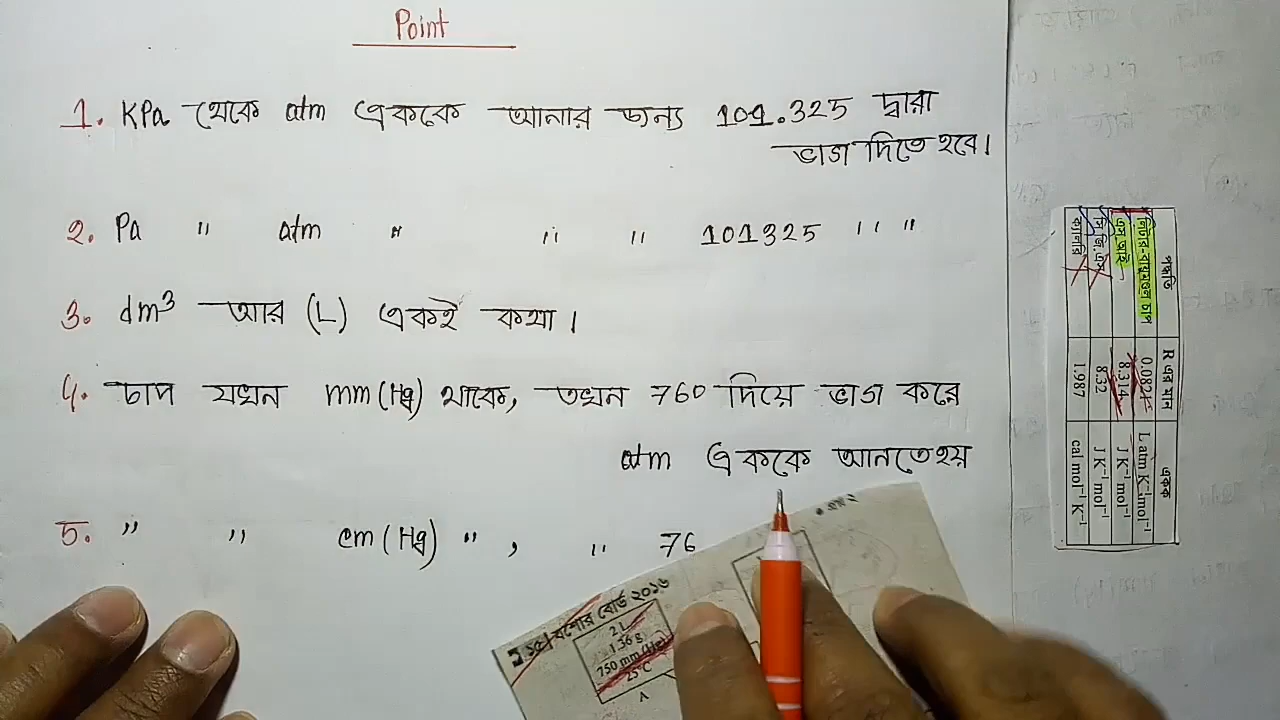 Point
1. KPa থেকে atm এককে আনার জন্য 101.325 দ্বারা
ভাগ দিতে হবে।
২. Pa " atm " " " 101325 " "
3. dm³ আর (L) একই কথা।
4. চাপ যখন mm(Hg) থাকে, তখন 760 দিয়ে ভাগ করে
atm এককে আনতে হয়
5. " " cm(Hg) " , " 76
যশোর বোর্ড ২০১৬
2 L
1.56 g
750 mm(Hg)
25°C
A
পদ্ধতি R এর মান একক
লিটার-বায়ুমণ্ডল চাপ 0.0821 L atm K⁻¹ mol⁻¹
এস.আই 8.314 J K⁻¹ mol⁻¹
সি.জি.এস 8.32 J K⁻¹ mol⁻¹
ক্যালরি 1.987 cal mol⁻¹ K⁻¹